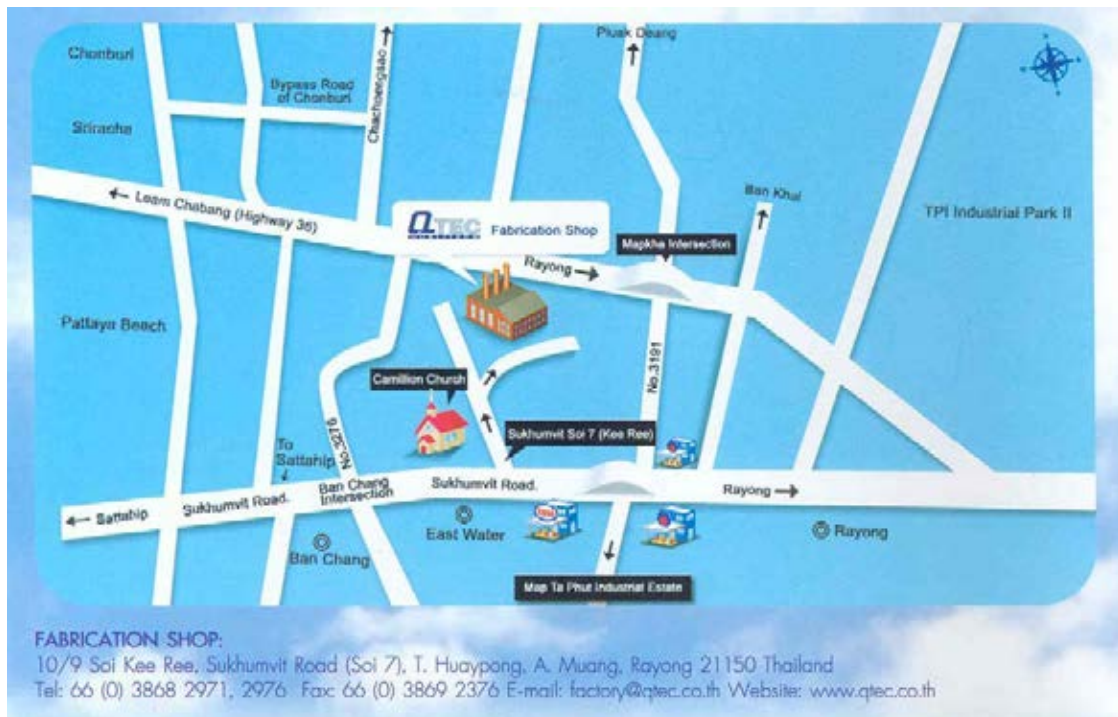 Chonburi
Sriracha
Bypass Road
of Chonburi
Chachoengsao
Pluak Deang
Ban Khai
TPI Industrial Park II
Leam Chabang (Highway 36)
QTEC Fabrication Shop
Rayong
Mapkha Intersection
Pattaya Beach
Camillion Church
No.3191
Sukhumvit Soi 7 (Kee Ree)
No.3276
To
Sattahip
Sattahip
Sukhumvit Road.
Ban Chang
Intersection
Sukhumvit Road.
Rayong
Ban Chang
East Water
Rayong
Map Ta Phut Industrial Estate
FABRICATION SHOP:
10/9 Soi Kee Ree, Sukhumvit Road (Soi 7), T. Huaypong, A. Muang, Rayong 21150 Thailand
Tel: 66 (0) 3868 2971, 2976 Fax: 66 (0) 3869 2376 E-mail: factory@qtec.co.th Website: www.qtec.co.th